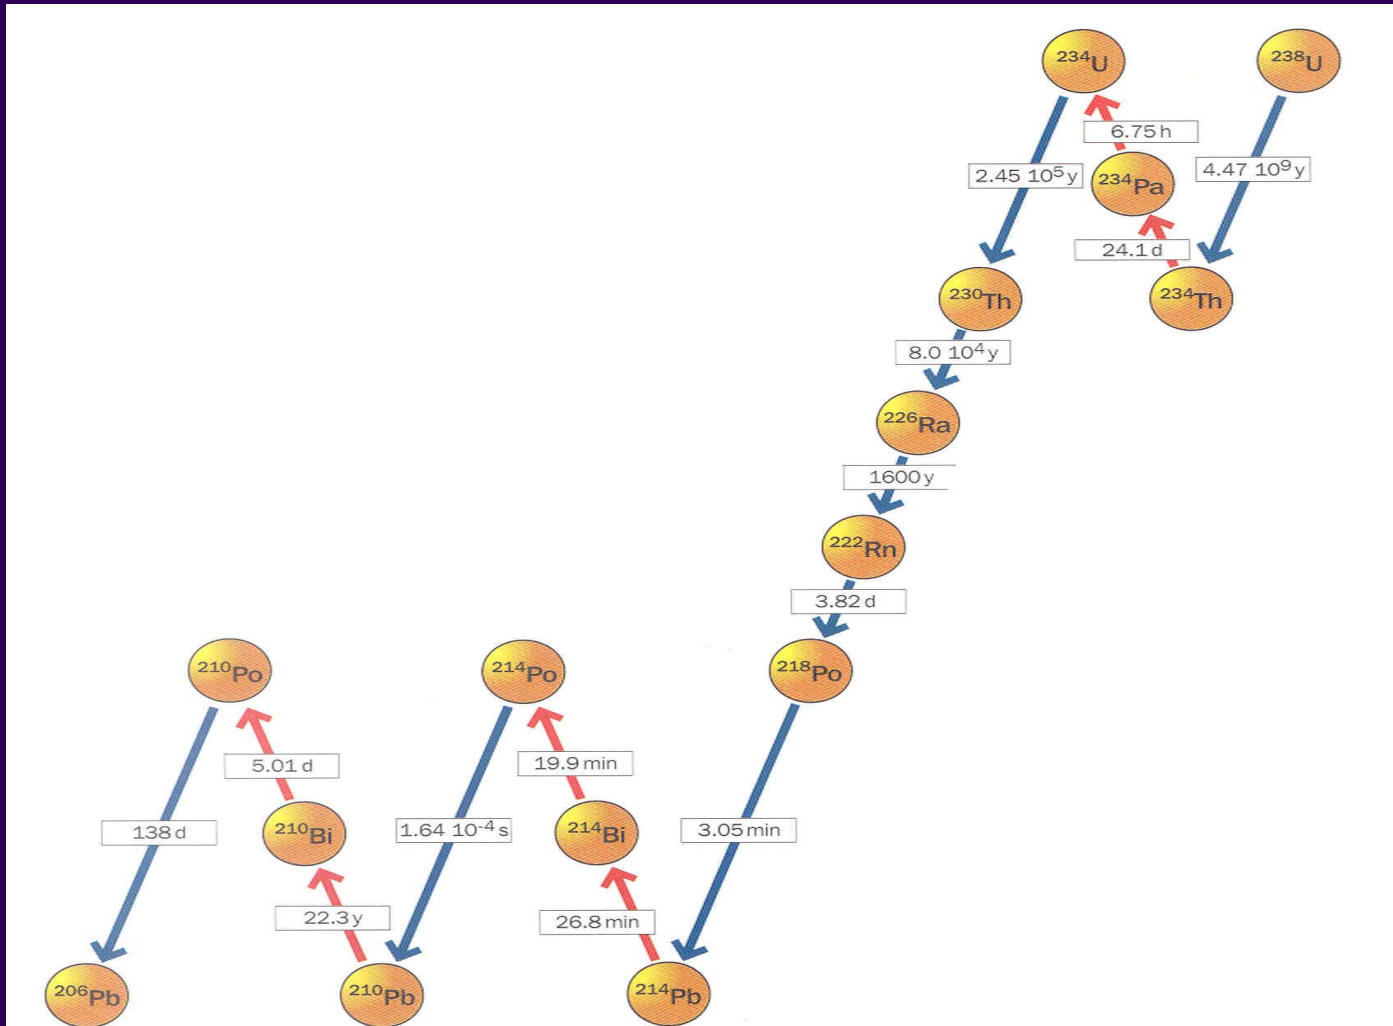 ²³⁴U
²³⁸U
6.75 h
2.45 10⁵ y
²³⁴Pa
4.47 10⁹ y
24.1 d
²³⁰Th
²³⁴Th
8.0 10⁴ y
²²⁶Ra
1600 y
²²²Rn
3.82 d
²¹⁰Po
²¹⁴Po
²¹⁸Po
5.01 d
19.9 min
138 d
²¹⁰Bi
1.64 10⁻⁴ s
²¹⁴Bi
3.05 min
22.3 y
26.8 min
²⁰⁶Pb
²¹⁰Pb
²¹⁴Pb